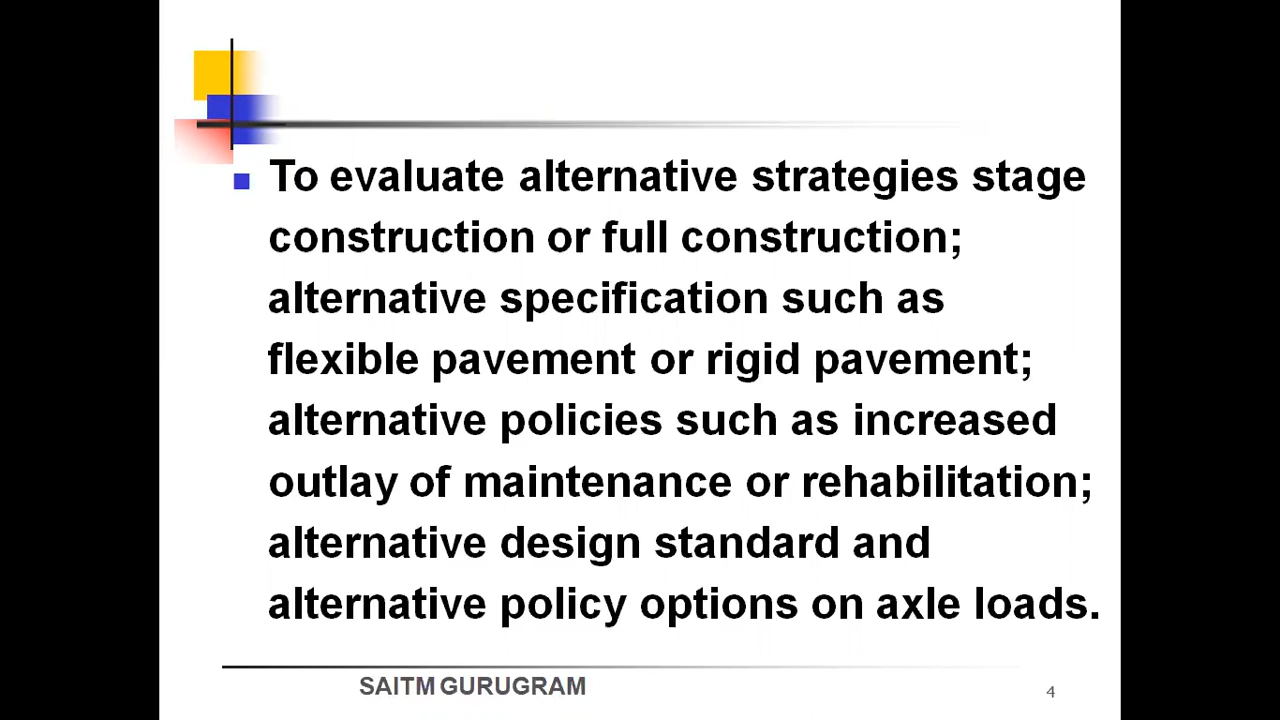 To evaluate alternative strategies stage
construction or full construction;
alternative specification such as
flexible pavement or rigid pavement;
alternative policies such as increased
outlay of maintenance or rehabilitation;
alternative design standard and
alternative policy options on axle loads.
SAITM GURUGRAM
4